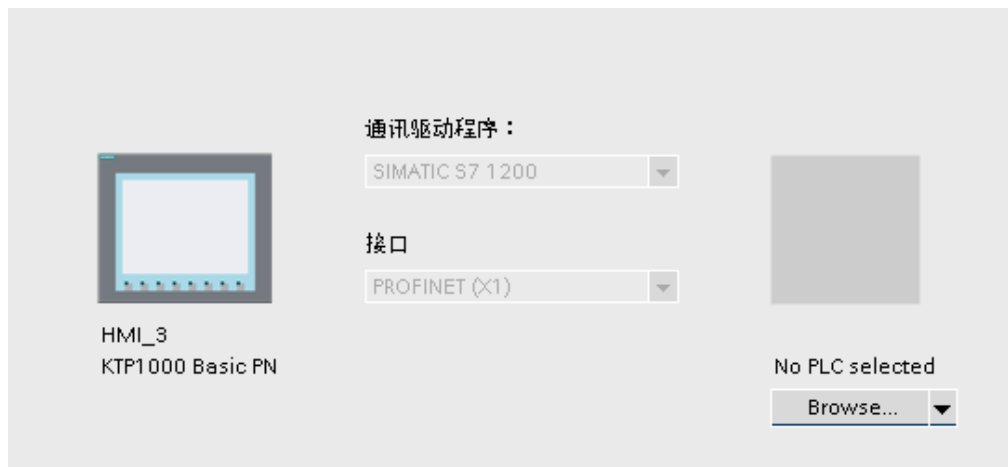 通讯驱动程序：
SIMATIC S7 1200
接口
PROFINET (X1)
HMI_3
KTP1000 Basic PN
No PLC selected
Browse...